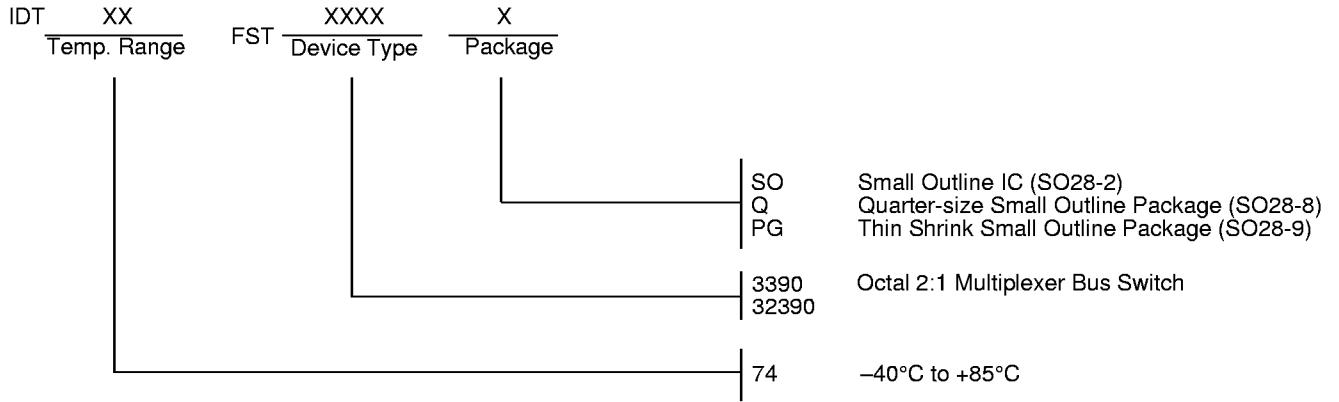 IDT XX FST XXXX X
Temp. Range Device Type Package
SO Small Outline IC (SO28-2)
Q Quarter-size Small Outline Package (SO28-8)
PG Thin Shrink Small Outline Package (SO28-9)
3390 Octal 2:1 Multiplexer Bus Switch
32390
74 –40°C to +85°C